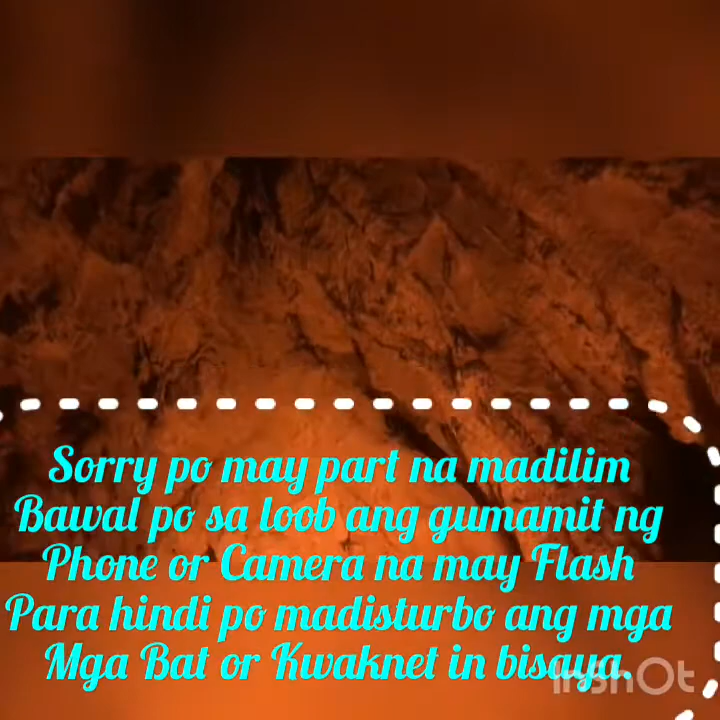 Sorry po may part na madilim
Bawal po sa loob ang gumamit ng
Phone or Camera na may Flash
Para hindi po madisturbo ang mga
Mga Bat or Kwaknet in bisaya.
InShOt